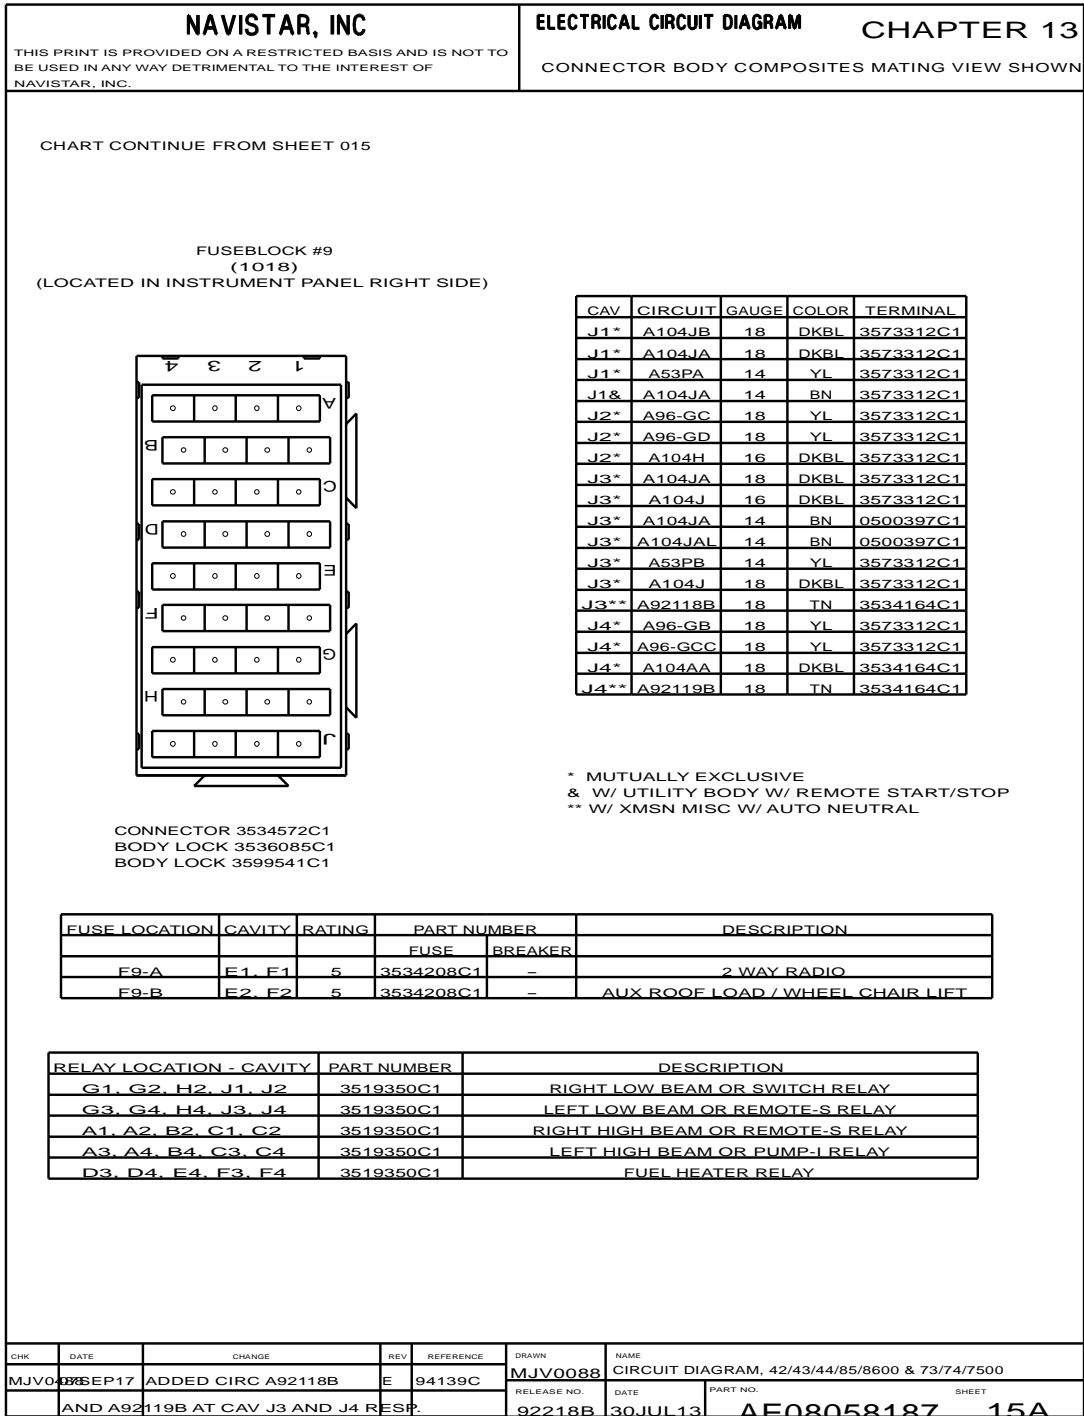 NAVISTAR, INC
THIS PRINT IS PROVIDED ON A RESTRICTED BASIS AND IS NOT TO
BE USED IN ANY WAY DETRIMENTAL TO THE INTEREST OF
NAVISTAR, INC.
ELECTRICAL CIRCUIT DIAGRAM CHAPTER 13
CONNECTOR BODY COMPOSITES MATING VIEW SHOWN
CHART CONTINUE FROM SHEET 015
FUSEBLOCK #9
(1018)
(LOCATED IN INSTRUMENT PANEL RIGHT SIDE)
4 3 2 1
A
B
C
D
E
F
G
H
J
CONNECTOR 3534572C1
BODY LOCK 3536085C1
BODY LOCK 3599541C1
CAV CIRCUIT GAUGE COLOR TERMINAL
J1* A104JB 18 DKBL 3573312C1
J1* A104JA 18 DKBL 3573312C1
J1* A53PA 14 YL 3573312C1
J1& A104JA 14 BN 3573312C1
J2* A96-GC 18 YL 3573312C1
J2* A96-GD 18 YL 3573312C1
J2* A104H 16 DKBL 3573312C1
J3* A104JA 18 DKBL 3573312C1
J3* A104J 16 DKBL 3573312C1
J3* A104JA 14 BN 0500397C1
J3* A104JAL 14 BN 0500397C1
J3* A53PB 14 YL 3573312C1
J3* A104J 18 DKBL 3573312C1
J3** A92118B 18 TN 3534164C1
J4* A96-GB 18 YL 3573312C1
J4* A96-GCC 18 YL 3573312C1
J4* A104AA 18 DKBL 3534164C1
J4** A92119B 18 TN 3534164C1
* MUTUALLY EXCLUSIVE
& W/ UTILITY BODY W/ REMOTE START/STOP
** W/ XMSN MISC W/ AUTO NEUTRAL
FUSE LOCATION CAVITY RATING PART NUMBER DESCRIPTION
FUSE BREAKER
F9-A E1, F1 5 3534208C1 – 2 WAY RADIO
F9-B E2, F2 5 3534208C1 – AUX ROOF LOAD / WHEEL CHAIR LIFT
RELAY LOCATION - CAVITY PART NUMBER DESCRIPTION
G1, G2, H2, J1, J2 3519350C1 RIGHT LOW BEAM OR SWITCH RELAY
G3, G4, H4, J3, J4 3519350C1 LEFT LOW BEAM OR REMOTE-S RELAY
A1, A2, B2, C1, C2 3519350C1 RIGHT HIGH BEAM OR REMOTE-S RELAY
A3, A4, B4, C3, C4 3519350C1 LEFT HIGH BEAM OR PUMP-I RELAY
D3, D4, E4, F3, F4 3519350C1 FUEL HEATER RELAY
CHK DATE CHANGE REV REFERENCE DRAWN NAME
ADDED CIRC A92118B E 94139C MJV0088 CIRCUIT DIAGRAM, 42/43/44/85/8600 & 73/74/7500
RELEASE NO. DATE PART NO. SHEET
AND A92119B AT CAV J3 AND J4 RESP. 92218B 30JUL13 AE08058187 15A